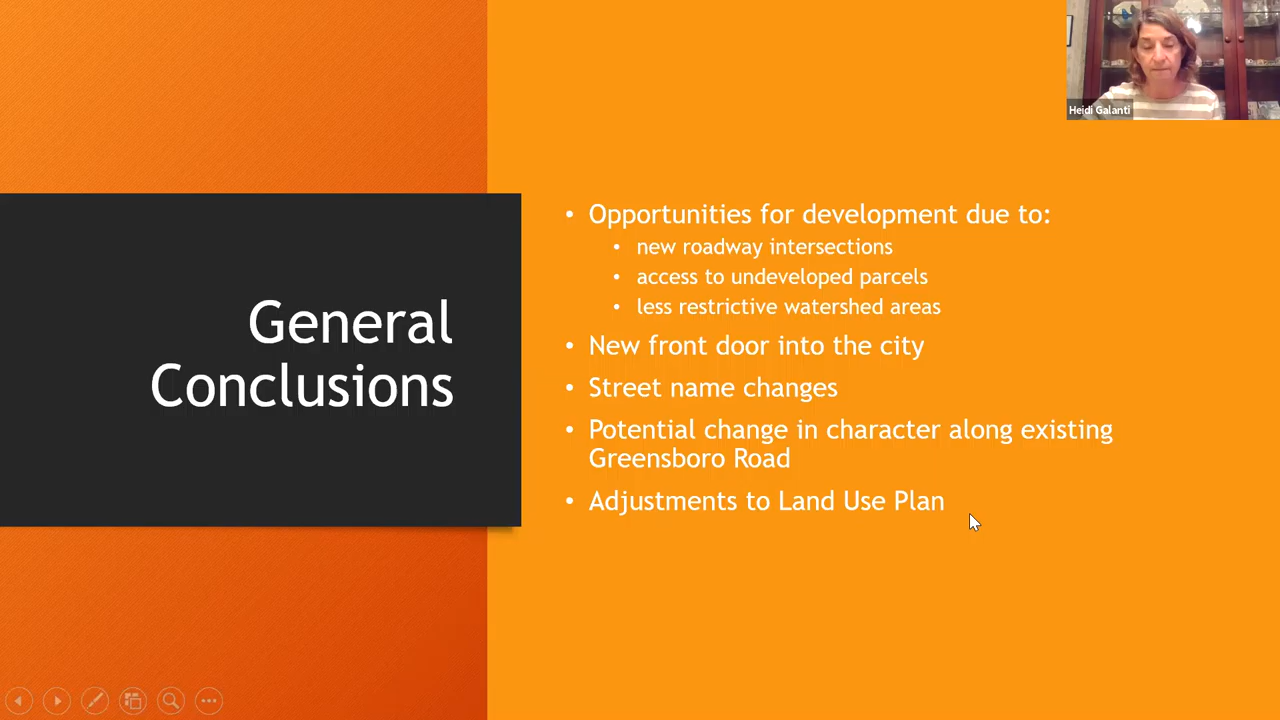 Heidi Galanti
General
Conclusions
• Opportunities for development due to:
• new roadway intersections
• access to undeveloped parcels
• less restrictive watershed areas
• New front door into the city
• Street name changes
• Potential change in character along existing
Greensboro Road
• Adjustments to Land Use Plan